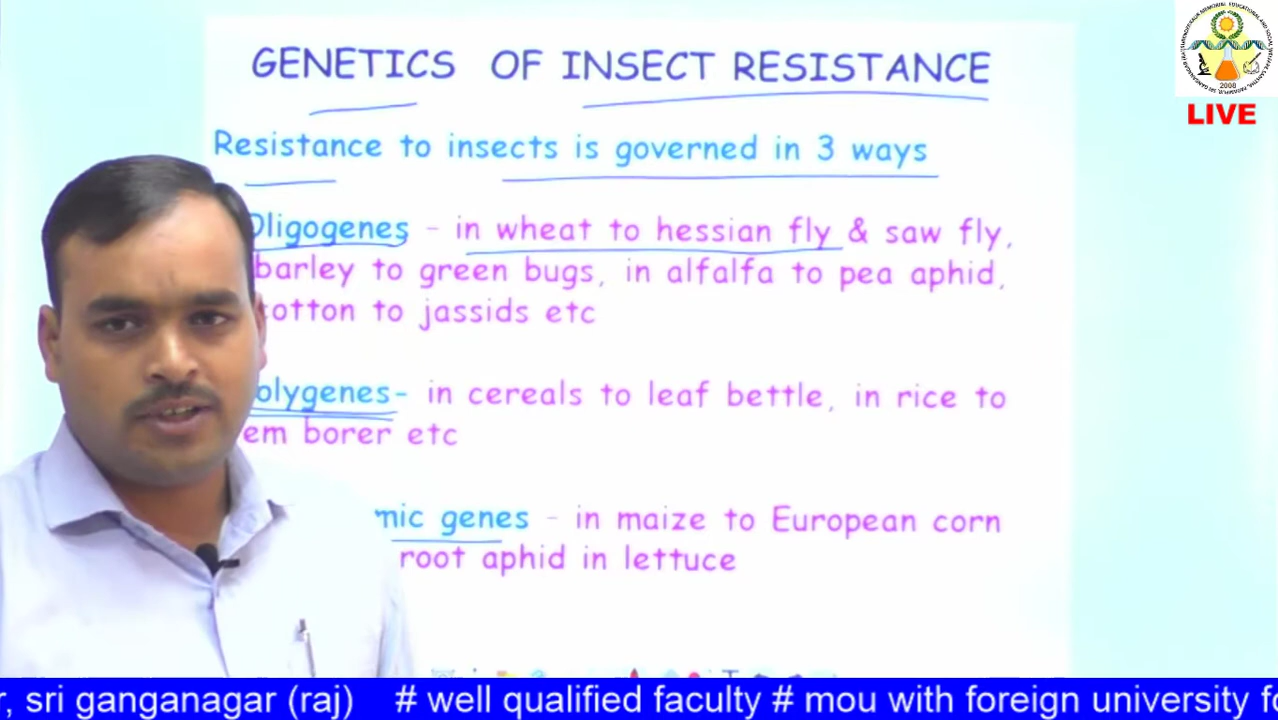 GENETICS OF INSECT RESISTANCE
LIVE
2008
Resistance to insects is governed in 3 ways
Oligogenes - in wheat to hessian fly & saw fly,
barley to green bugs, in alfalfa to pea aphid,
cotton to jassids etc
olygenes- in cereals to leaf bettle, in rice to
em borer etc
mic genes - in maize to European corn
root aphid in lettuce
r, sri ganganagar (raj) # well qualified faculty # mou with foreign university fo